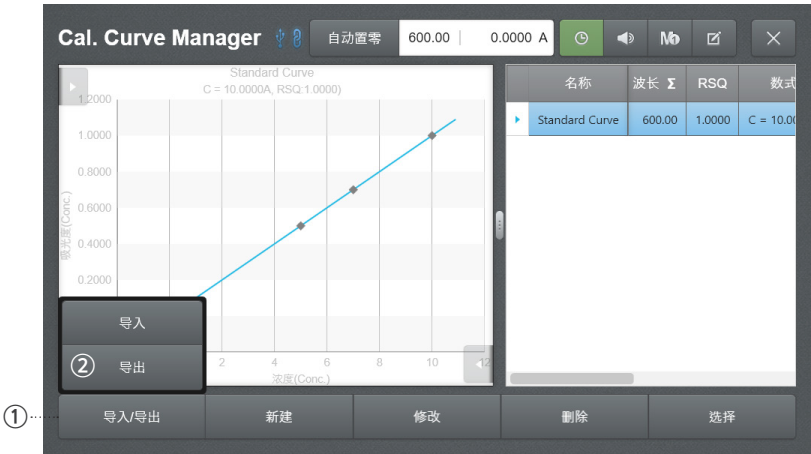 Cal. Curve Manager 自动置零 600.00 0.0000 A
Standard Curve
C = 10.0000A, RSQ:1.0000)
1.2000
1.0000
0.8000
0.6000
0.4000
0.2000
吸光度(Conc.)
2 4 6 8 10 12
浓度(Conc.)
名称 波长 Σ RSQ 数式
Standard Curve 600.00 1.0000 C = 10.00
导入
② 导出
① 导入/导出 新建 修改 删除 选择